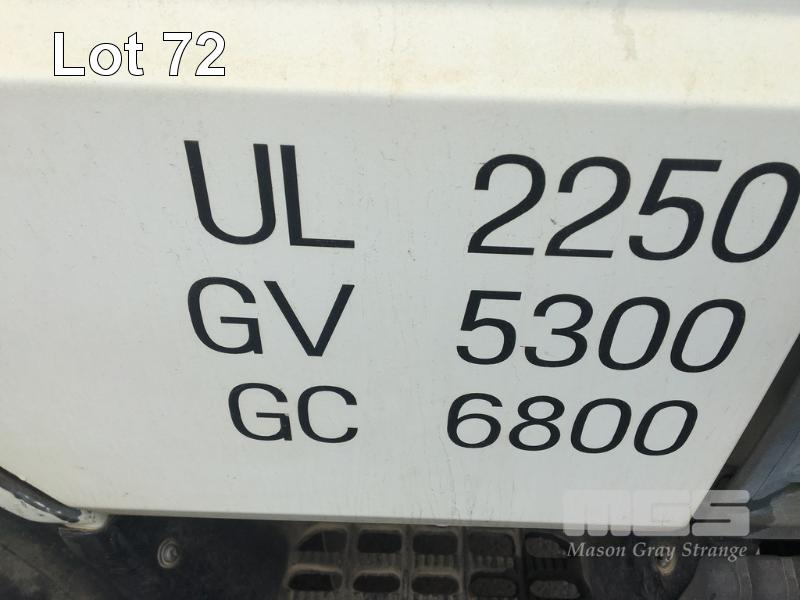 Lot 72
UL 2250
GV 5300
GC 6800
MGS
Mason Gray Strange